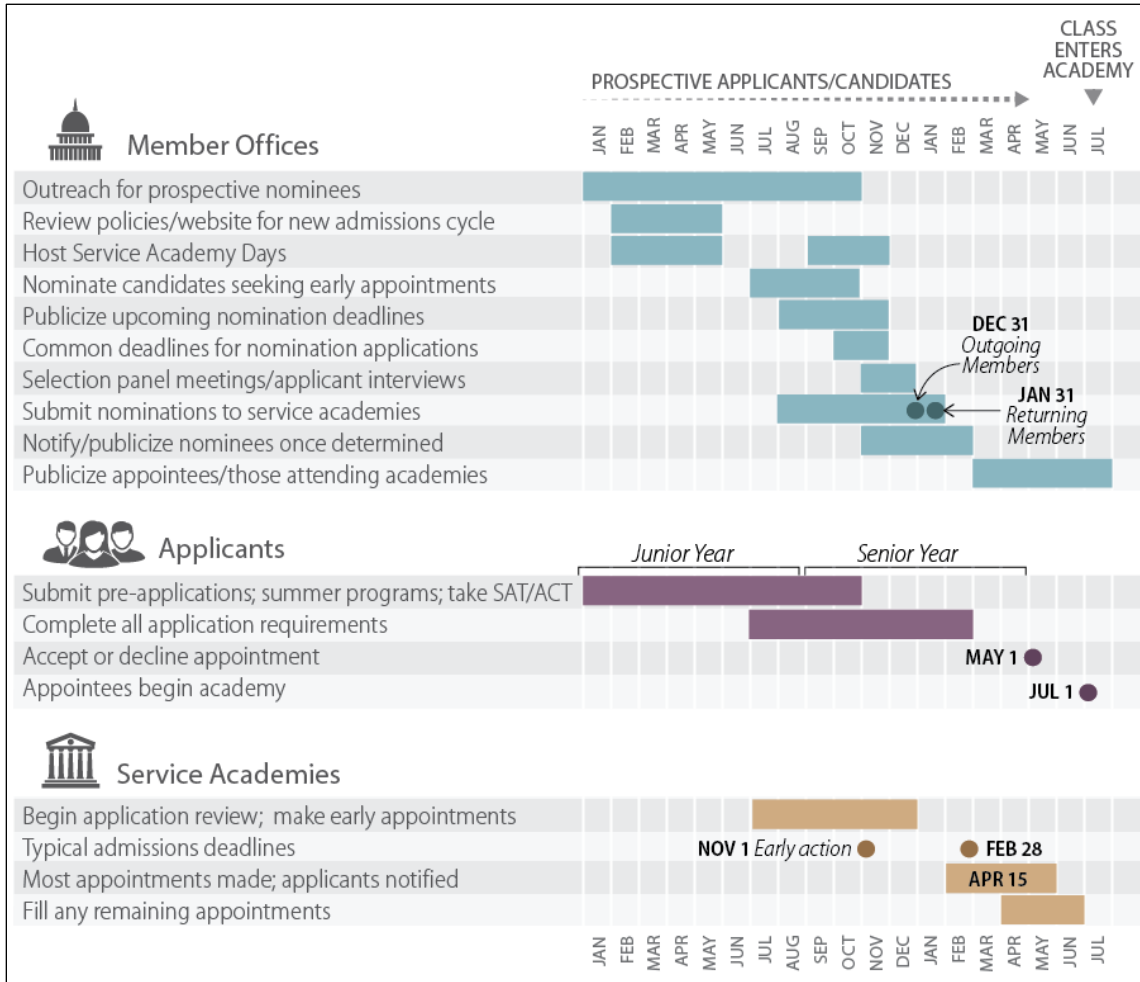 CLASS
ENTERS
ACADEMY
PROSPECTIVE APPLICANTS/CANDIDATES
JAN FEB MAR APR MAY JUN JUL AUG SEP OCT NOV DEC JAN FEB MAR APR MAY JUN JUL
Member Offices
Outreach for prospective nominees
Review policies/website for new admissions cycle
Host Service Academy Days
Nominate candidates seeking early appointments
Publicize upcoming nomination deadlines
Common deadlines for nomination applications
Selection panel meetings/applicant interviews
Submit nominations to service academies
Notify/publicize nominees once determined
Publicize appointees/those attending academies
DEC 31
Outgoing
Members
JAN 31
Returning
Members
Applicants
Junior Year
Senior Year
Submit pre-applications; summer programs; take SAT/ACT
Complete all application requirements
Accept or decline appointment
MAY 1
Appointees begin academy
JUL 1
Service Academies
Begin application review; make early appointments
Typical admissions deadlines
NOV 1 Early action
FEB 28
Most appointments made; applicants notified
APR 15
Fill any remaining appointments
JAN FEB MAR APR MAY JUN JUL AUG SEP OCT NOV DEC JAN FEB MAR APR MAY JUN JUL